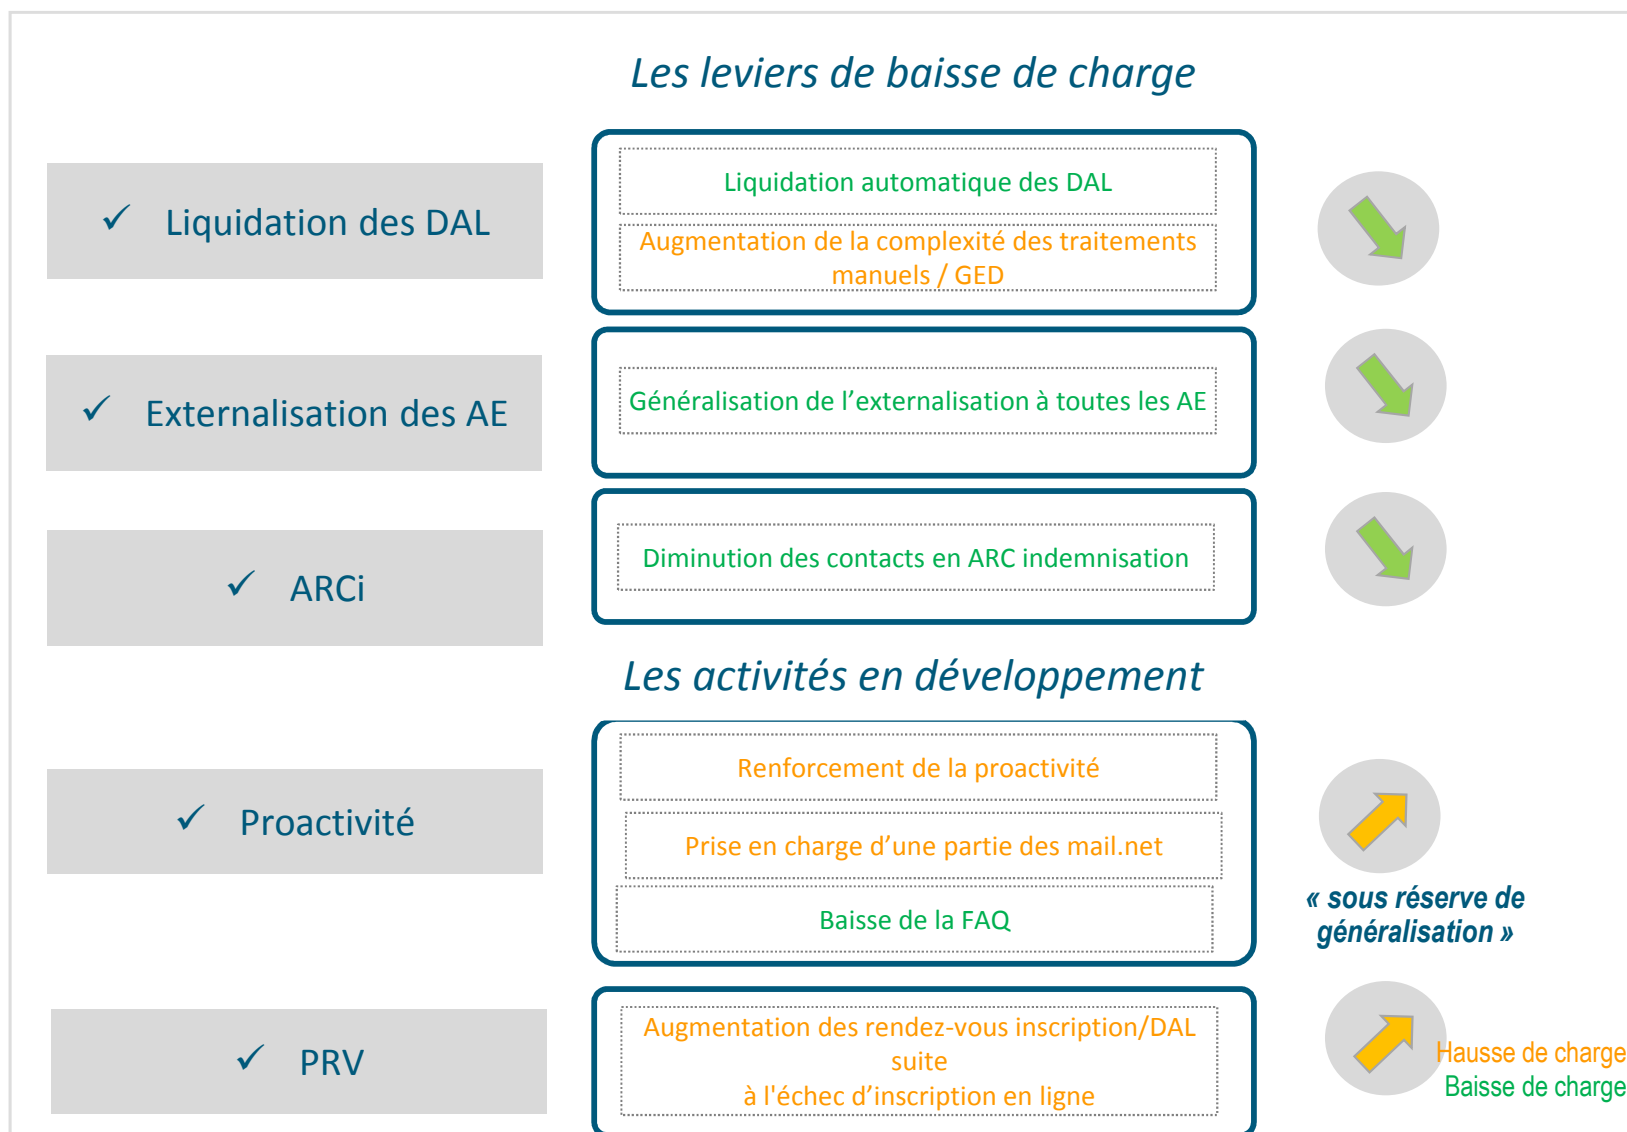 Les leviers de baisse de charge
✓ Liquidation des DAL
Liquidation automatique des DAL
Augmentation de la complexité des traitements
manuels / GED
✓ Externalisation des AE
Généralisation de l’externalisation à toutes les AE
✓ ARCi
Diminution des contacts en ARC indemnisation
Les activités en développement
✓ Proactivité
Renforcement de la proactivité
Prise en charge d’une partie des mail.net
Baisse de la FAQ
« sous réserve de
généralisation »
✓ PRV
Augmentation des rendez-vous inscription/DAL
suite
à l'échec d’inscription en ligne
Hausse de charge
Baisse de charge